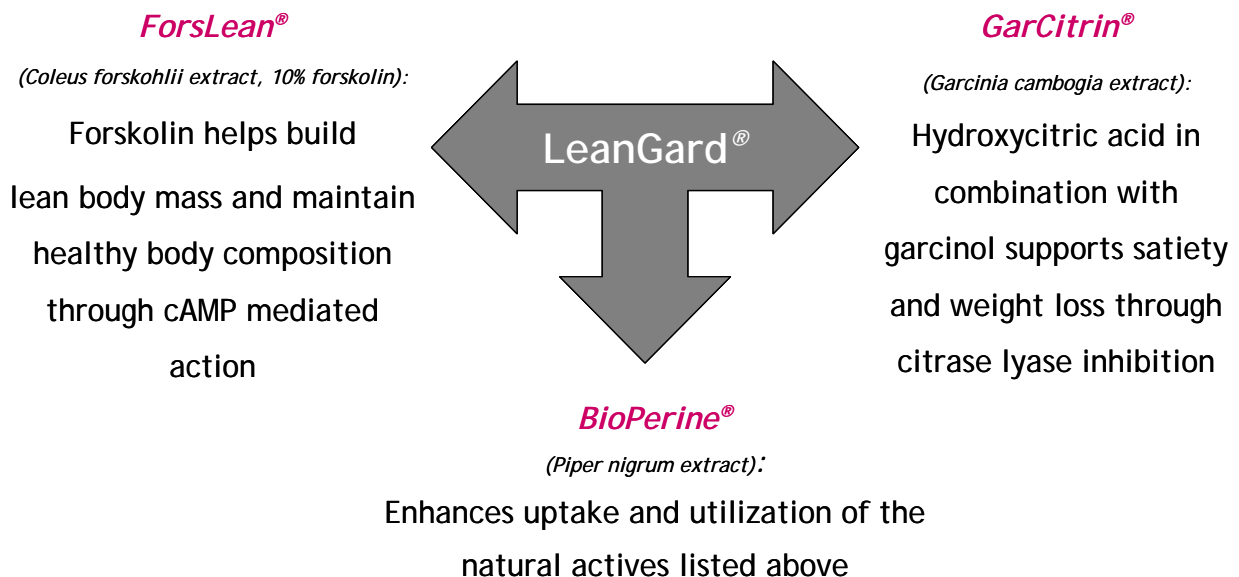 ForsLean®
(Coleus forskohlii extract, 10% forskolin):
Forskolin helps build
lean body mass and maintain
healthy body composition
through cAMP mediated
action
LeanGard®
GarCitrin®
(Garcinia cambogia extract):
Hydroxycitric acid in
combination with
garcinol supports satiety
and weight loss through
citrase lyase inhibition
BioPerine®
(Piper nigrum extract):
Enhances uptake and utilization of the
natural actives listed above